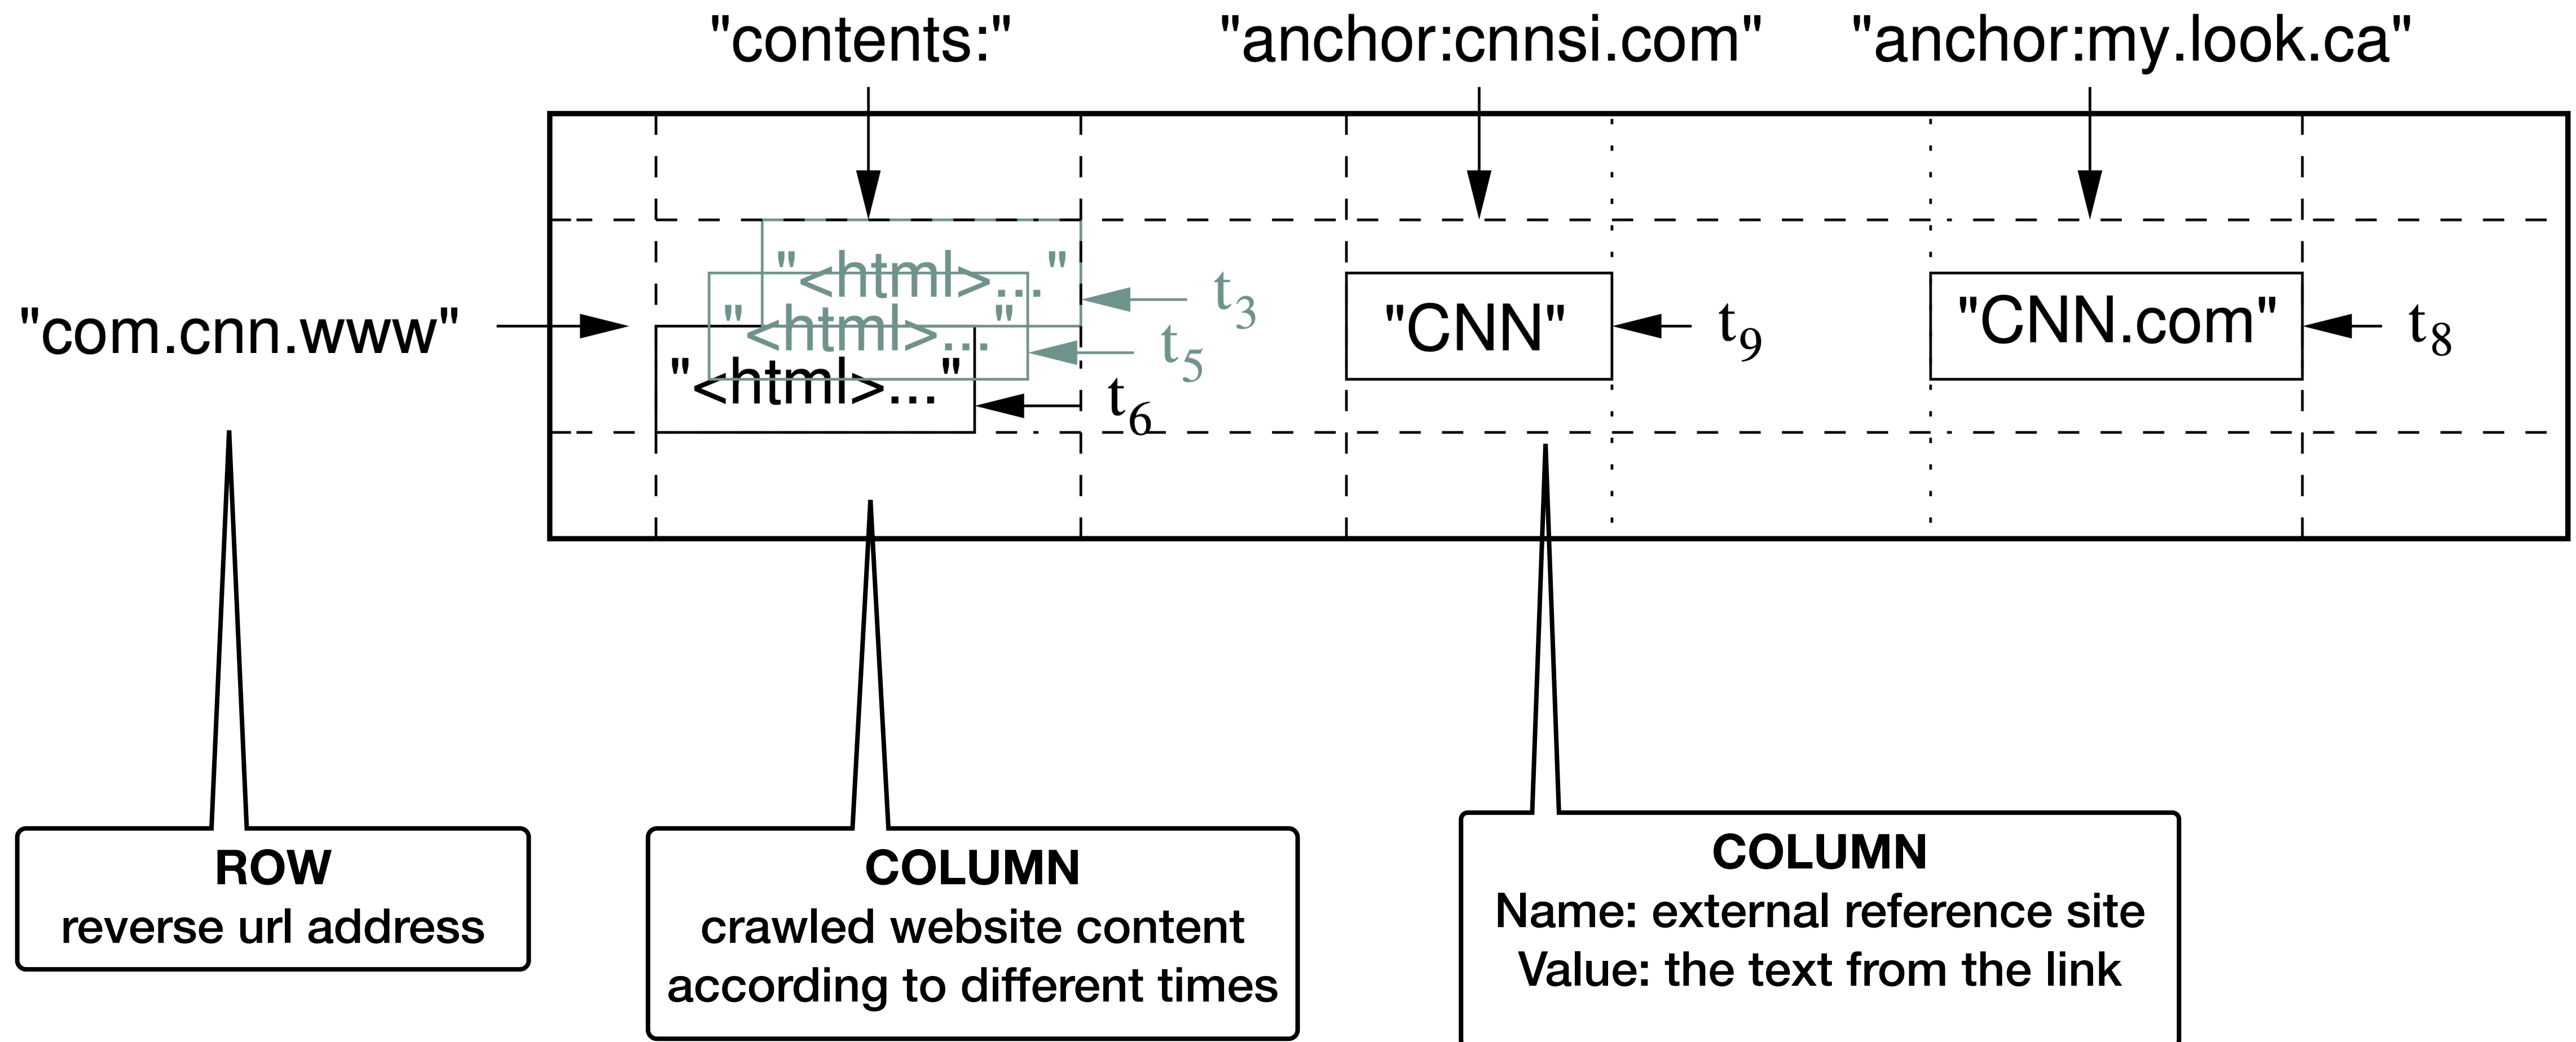 "contents:"
"anchor:cnnsi.com"
"anchor:my.look.ca"
"com.cnn.www"
"<html>..."
t3
"<html>..."
t5
"<html>..."
t6
"CNN"
t9
"CNN.com"
t8
ROW
reverse url address
COLUMN
crawled website content
according to different times
COLUMN
Name: external reference site
Value: the text from the link